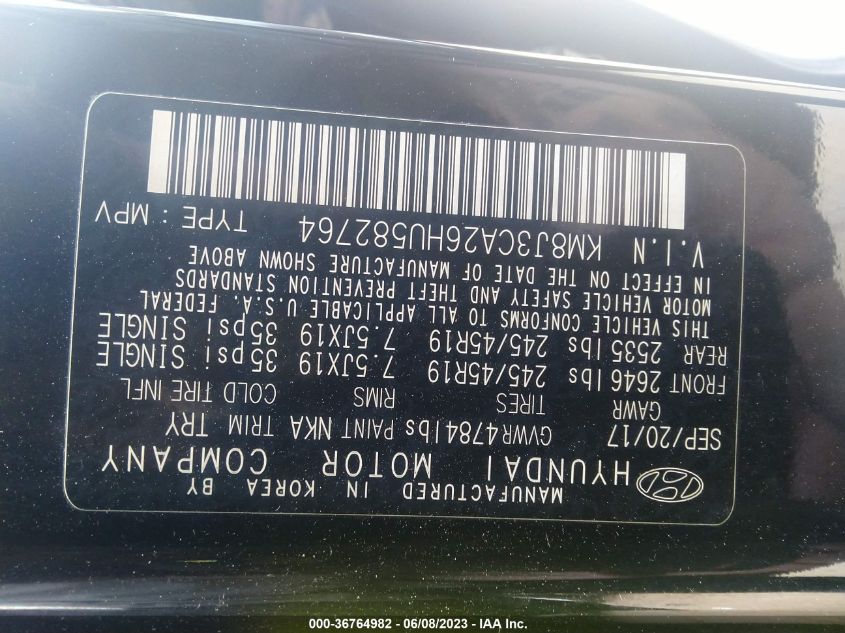 MANUFACTURED IN KOREA BY
HYUNDAI MOTOR COMPANY
SEP/20/17 GVWR4784lbs PAINT NKA TRIM TRY
GAWR TIRES RIMS COLD TIRE INFL
FRONT 2646lbs 245/45R19 7.5JX19 35psi SINGLE
REAR 2535lbs 245/45R19 7.5JX19 35psi SINGLE
THIS VEHICLE CONFORMS TO ALL APPLICABLE U.S.A. FEDERAL
MOTOR VEHICLE SAFETY AND THEFT PREVENTION STANDARDS
IN EFFECT ON THE DATE OF MANUFACTURE SHOWN ABOVE
V.I.N KM8J3CA26HU582764 TYPE : MPV
000-36764982 - 06/08/2023 - IAA Inc.